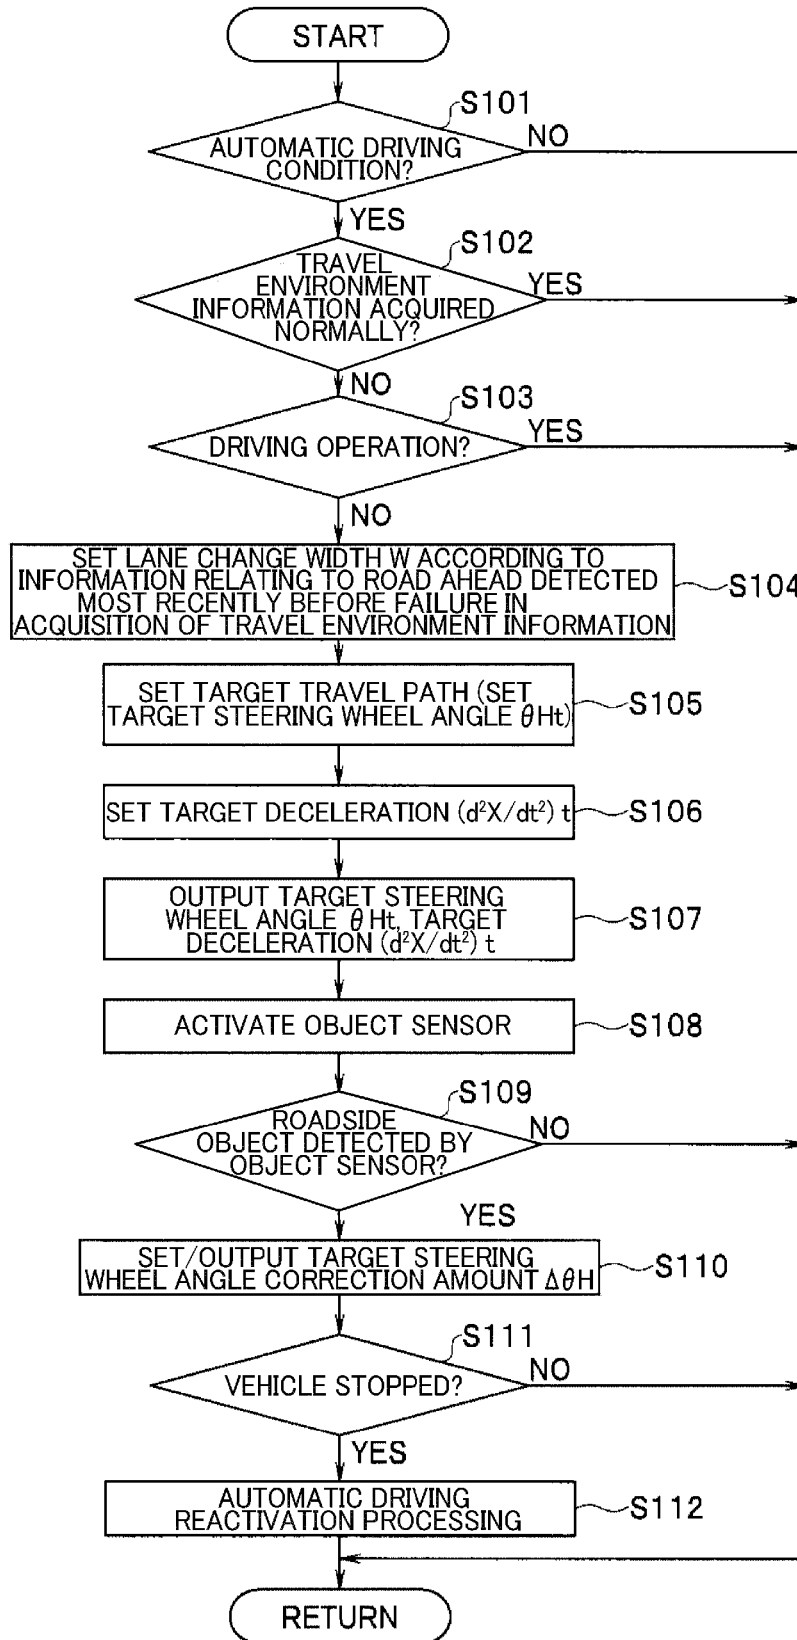 START
S101
AUTOMATIC DRIVING
CONDITION?
NO
YES
S102
TRAVEL
ENVIRONMENT
INFORMATION ACQUIRED
NORMALLY?
YES
NO
S103
DRIVING OPERATION?
YES
NO
SET LANE CHANGE WIDTH W ACCORDING TO
INFORMATION RELATING TO ROAD AHEAD DETECTED
MOST RECENTLY BEFORE FAILURE IN
ACQUISITION OF TRAVEL ENVIRONMENT INFORMATION
S104
SET TARGET TRAVEL PATH (SET
TARGET STEERING WHEEL ANGLE θHt)
S105
SET TARGET DECELERATION (d²X/dt²) t
S106
OUTPUT TARGET STEERING
WHEEL ANGLE θHt, TARGET
DECELERATION (d²X/dt²) t
S107
ACTIVATE OBJECT SENSOR
S108
S109
ROADSIDE
OBJECT DETECTED BY
OBJECT SENSOR?
NO
YES
SET/OUTPUT TARGET STEERING
WHEEL ANGLE CORRECTION AMOUNT ΔθH
S110
S111
VEHICLE STOPPED?
NO
YES
AUTOMATIC DRIVING
REACTIVATION PROCESSING
S112
RETURN